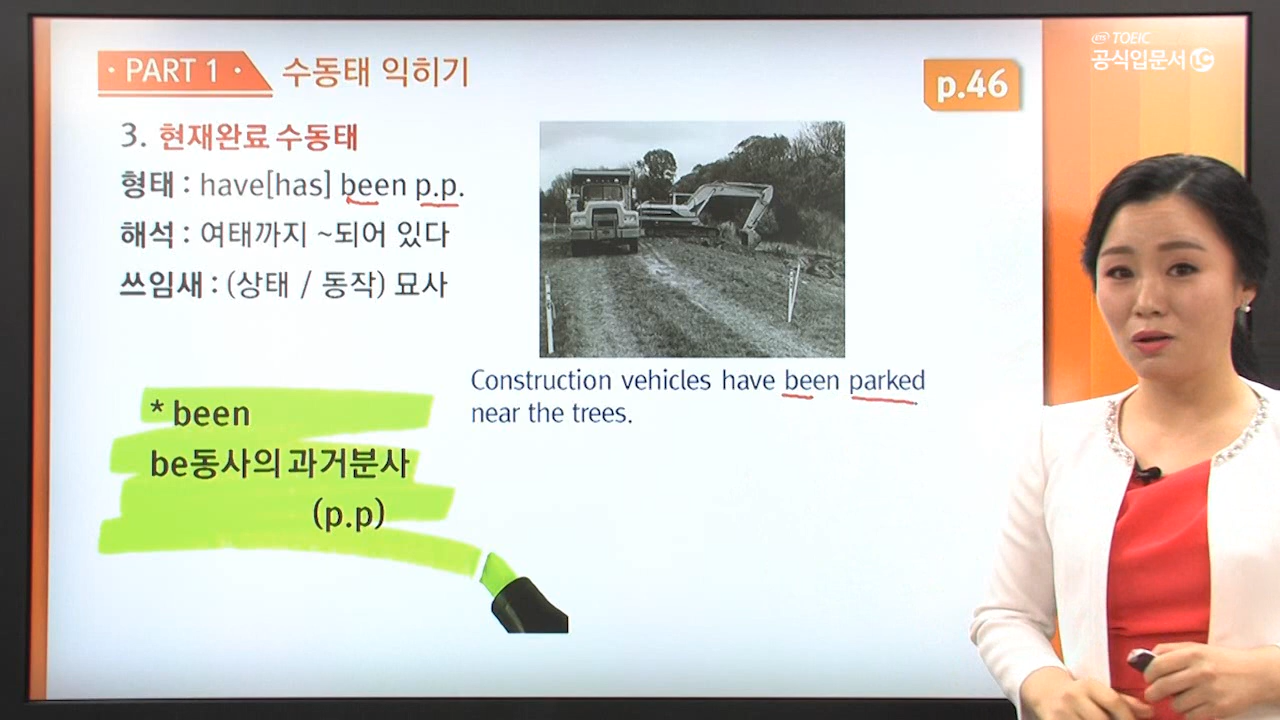 · PART 1 ·
수동태 익히기
p.46
ETS TOEIC
공식입문서 LC
3. 현재완료 수동태
형태 : have[has] been p.p.
해석 : 여태까지 ~되어 있다
쓰임새 : (상태 / 동작) 묘사
Construction vehicles have been parked
near the trees.
* been
be동사의 과거분사
(p.p)